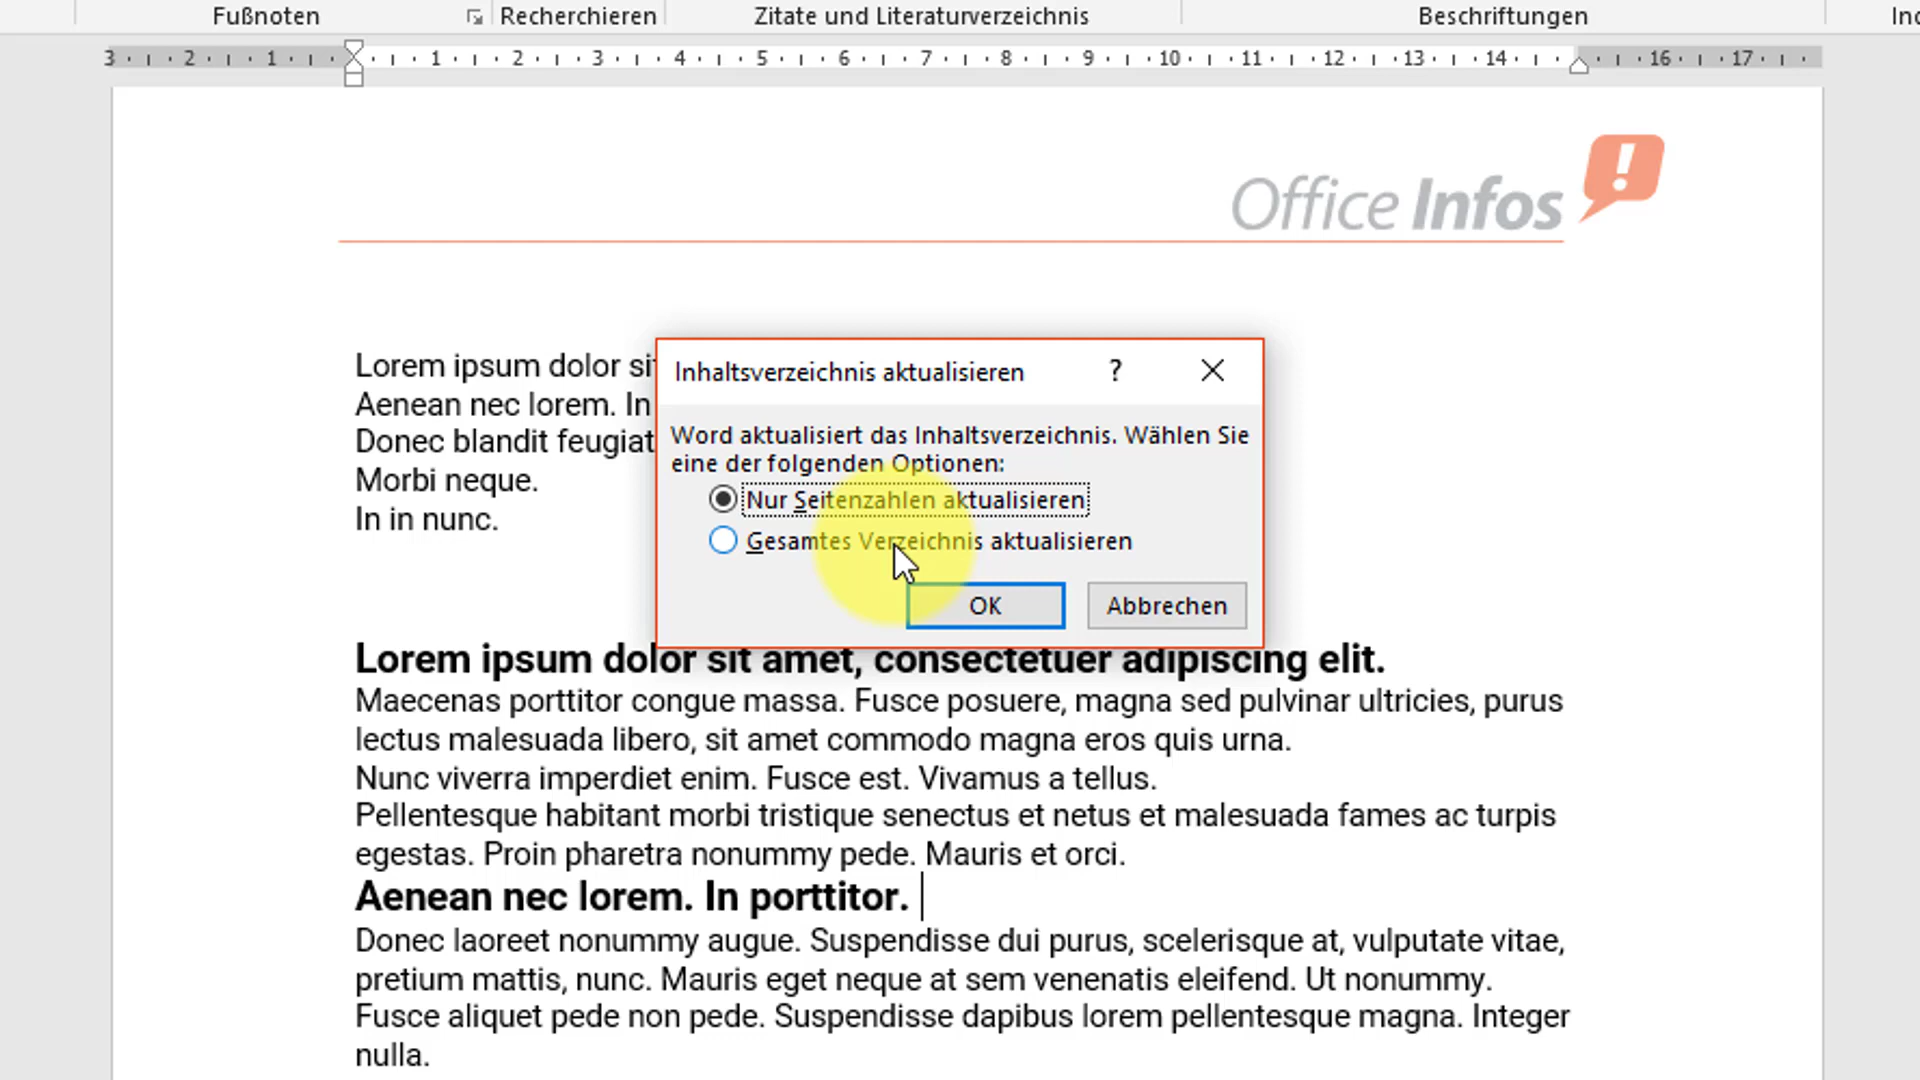 Fußnoten
Recherchieren
Zitate und Literaturverzeichnis
Beschriftungen
3 2 1 1 2 3 4 5 6 7 8 9 10 11 12 13 14 16 17
Office Infos !
Lorem ipsum dolor
Aenean nec lorem. In
Donec blandit feugiat
Morbi neque.
In in nunc.
Inhaltsverzeichnis aktualisieren ?
Word aktualisiert das Inhaltsverzeichnis. Wählen Sie
eine der folgenden Optionen:
Nur Seitenzahlen aktualisieren
Gesamtes Verzeichnis aktualisieren
OK Abbrechen
Lorem ipsum dolor sit amet, consectetuer adipiscing elit.
Maecenas porttitor congue massa. Fusce posuere, magna sed pulvinar ultricies, purus
lectus malesuada libero, sit amet commodo magna eros quis urna.
Nunc viverra imperdiet enim. Fusce est. Vivamus a tellus.
Pellentesque habitant morbi tristique senectus et netus et malesuada fames ac turpis
egestas. Proin pharetra nonummy pede. Mauris et orci.
Aenean nec lorem. In porttitor.
Donec laoreet nonummy augue. Suspendisse dui purus, scelerisque at, vulputate vitae,
pretium mattis, nunc. Mauris eget neque at sem venenatis eleifend. Ut nonummy.
Fusce aliquet pede non pede. Suspendisse dapibus lorem pellentesque magna. Integer
nulla.